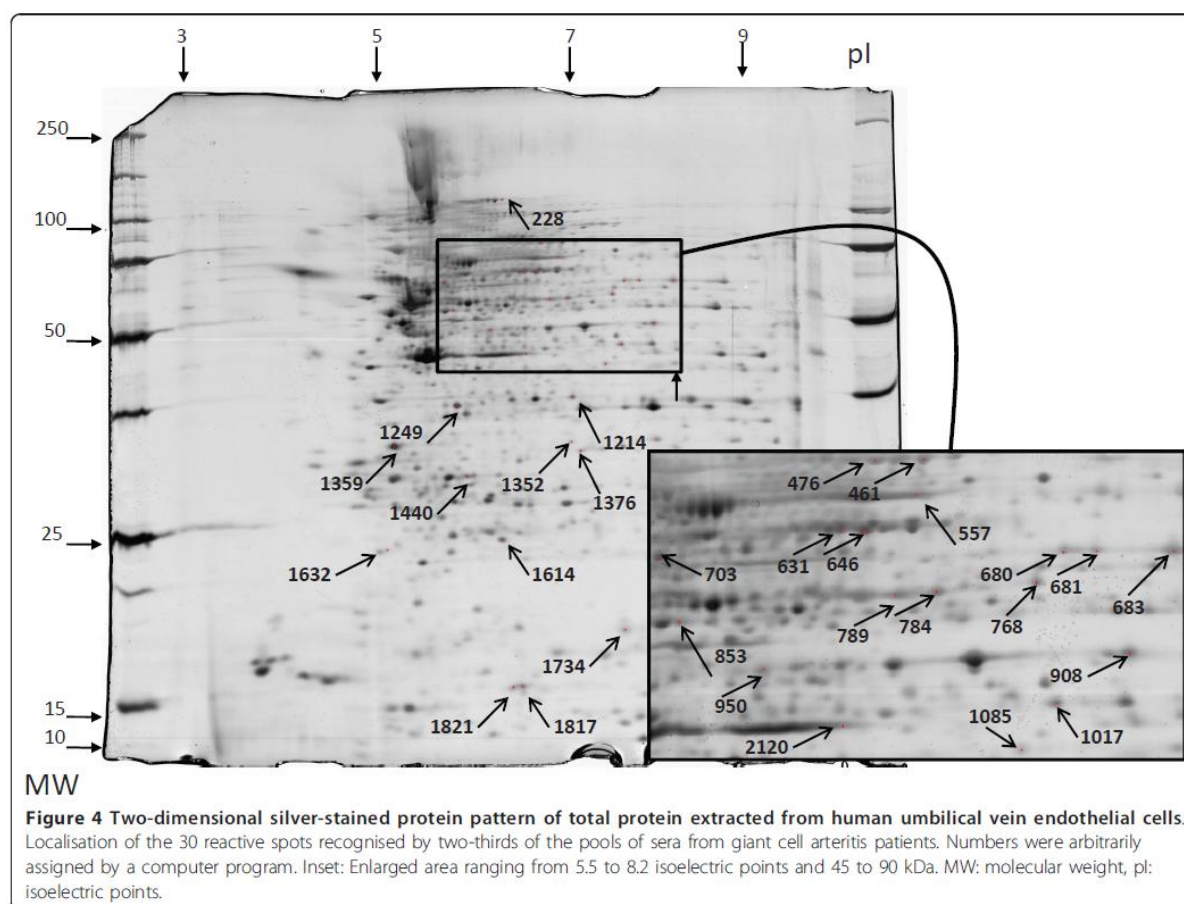 3 5 7 9 pI
250
100
228
50
1249 1214
1359 1352 1376
1440
476 461
557
25
631 646
1632 1614
703 680 681 683
789 784 768
853
1734
950 908
15
1821 1817
1085 1017
10
2120
MW
Figure 4 Two-dimensional silver-stained protein pattern of total protein extracted from human umbilical vein endothelial cells.
Localisation of the 30 reactive spots recognised by two-thirds of the pools of sera from giant cell arteritis patients. Numbers were arbitrarily
assigned by a computer program. Inset: Enlarged area ranging from 5.5 to 8.2 isoelectric points and 45 to 90 kDa. MW: molecular weight, pI:
isoelectric points.